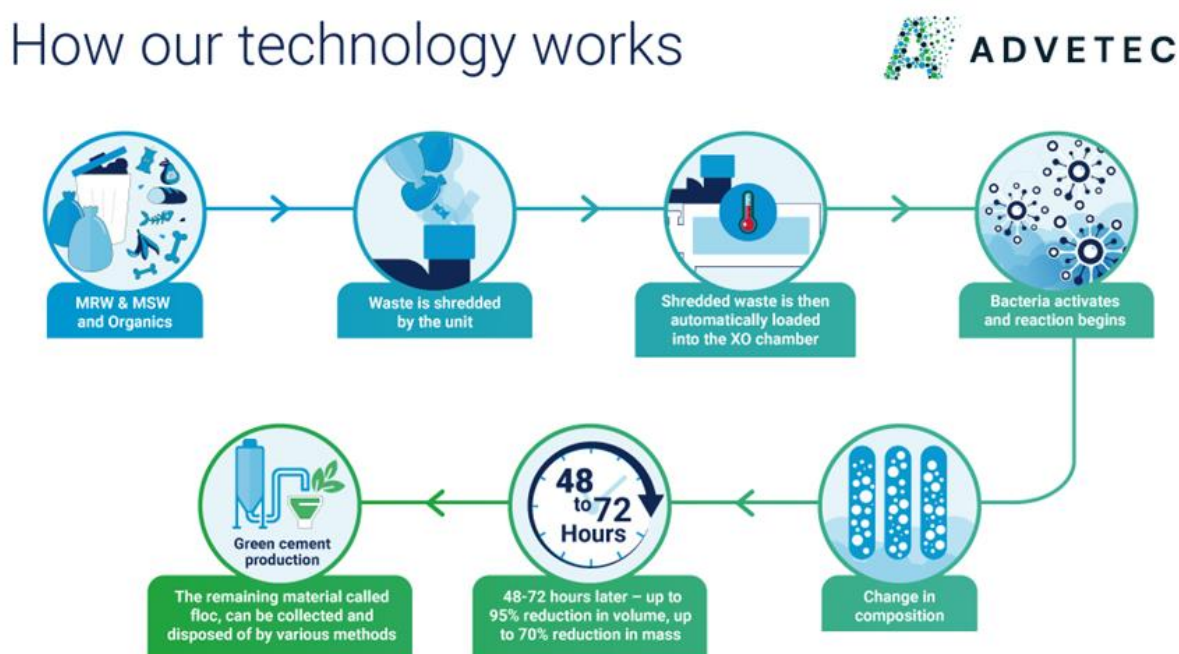 How our technology works
ADVETEC
MRW & MSW
and Organics
Waste is shredded
by the unit
Shredded waste is then
automatically loaded
into the XO chamber
Bacteria activates
and reaction begins
Green cement
production
The remaining material called
floc, can be collected and
disposed of by various methods
48
to 72
Hours
48-72 hours later – up to
95% reduction in volume, up
to 70% reduction in mass
Change in
composition